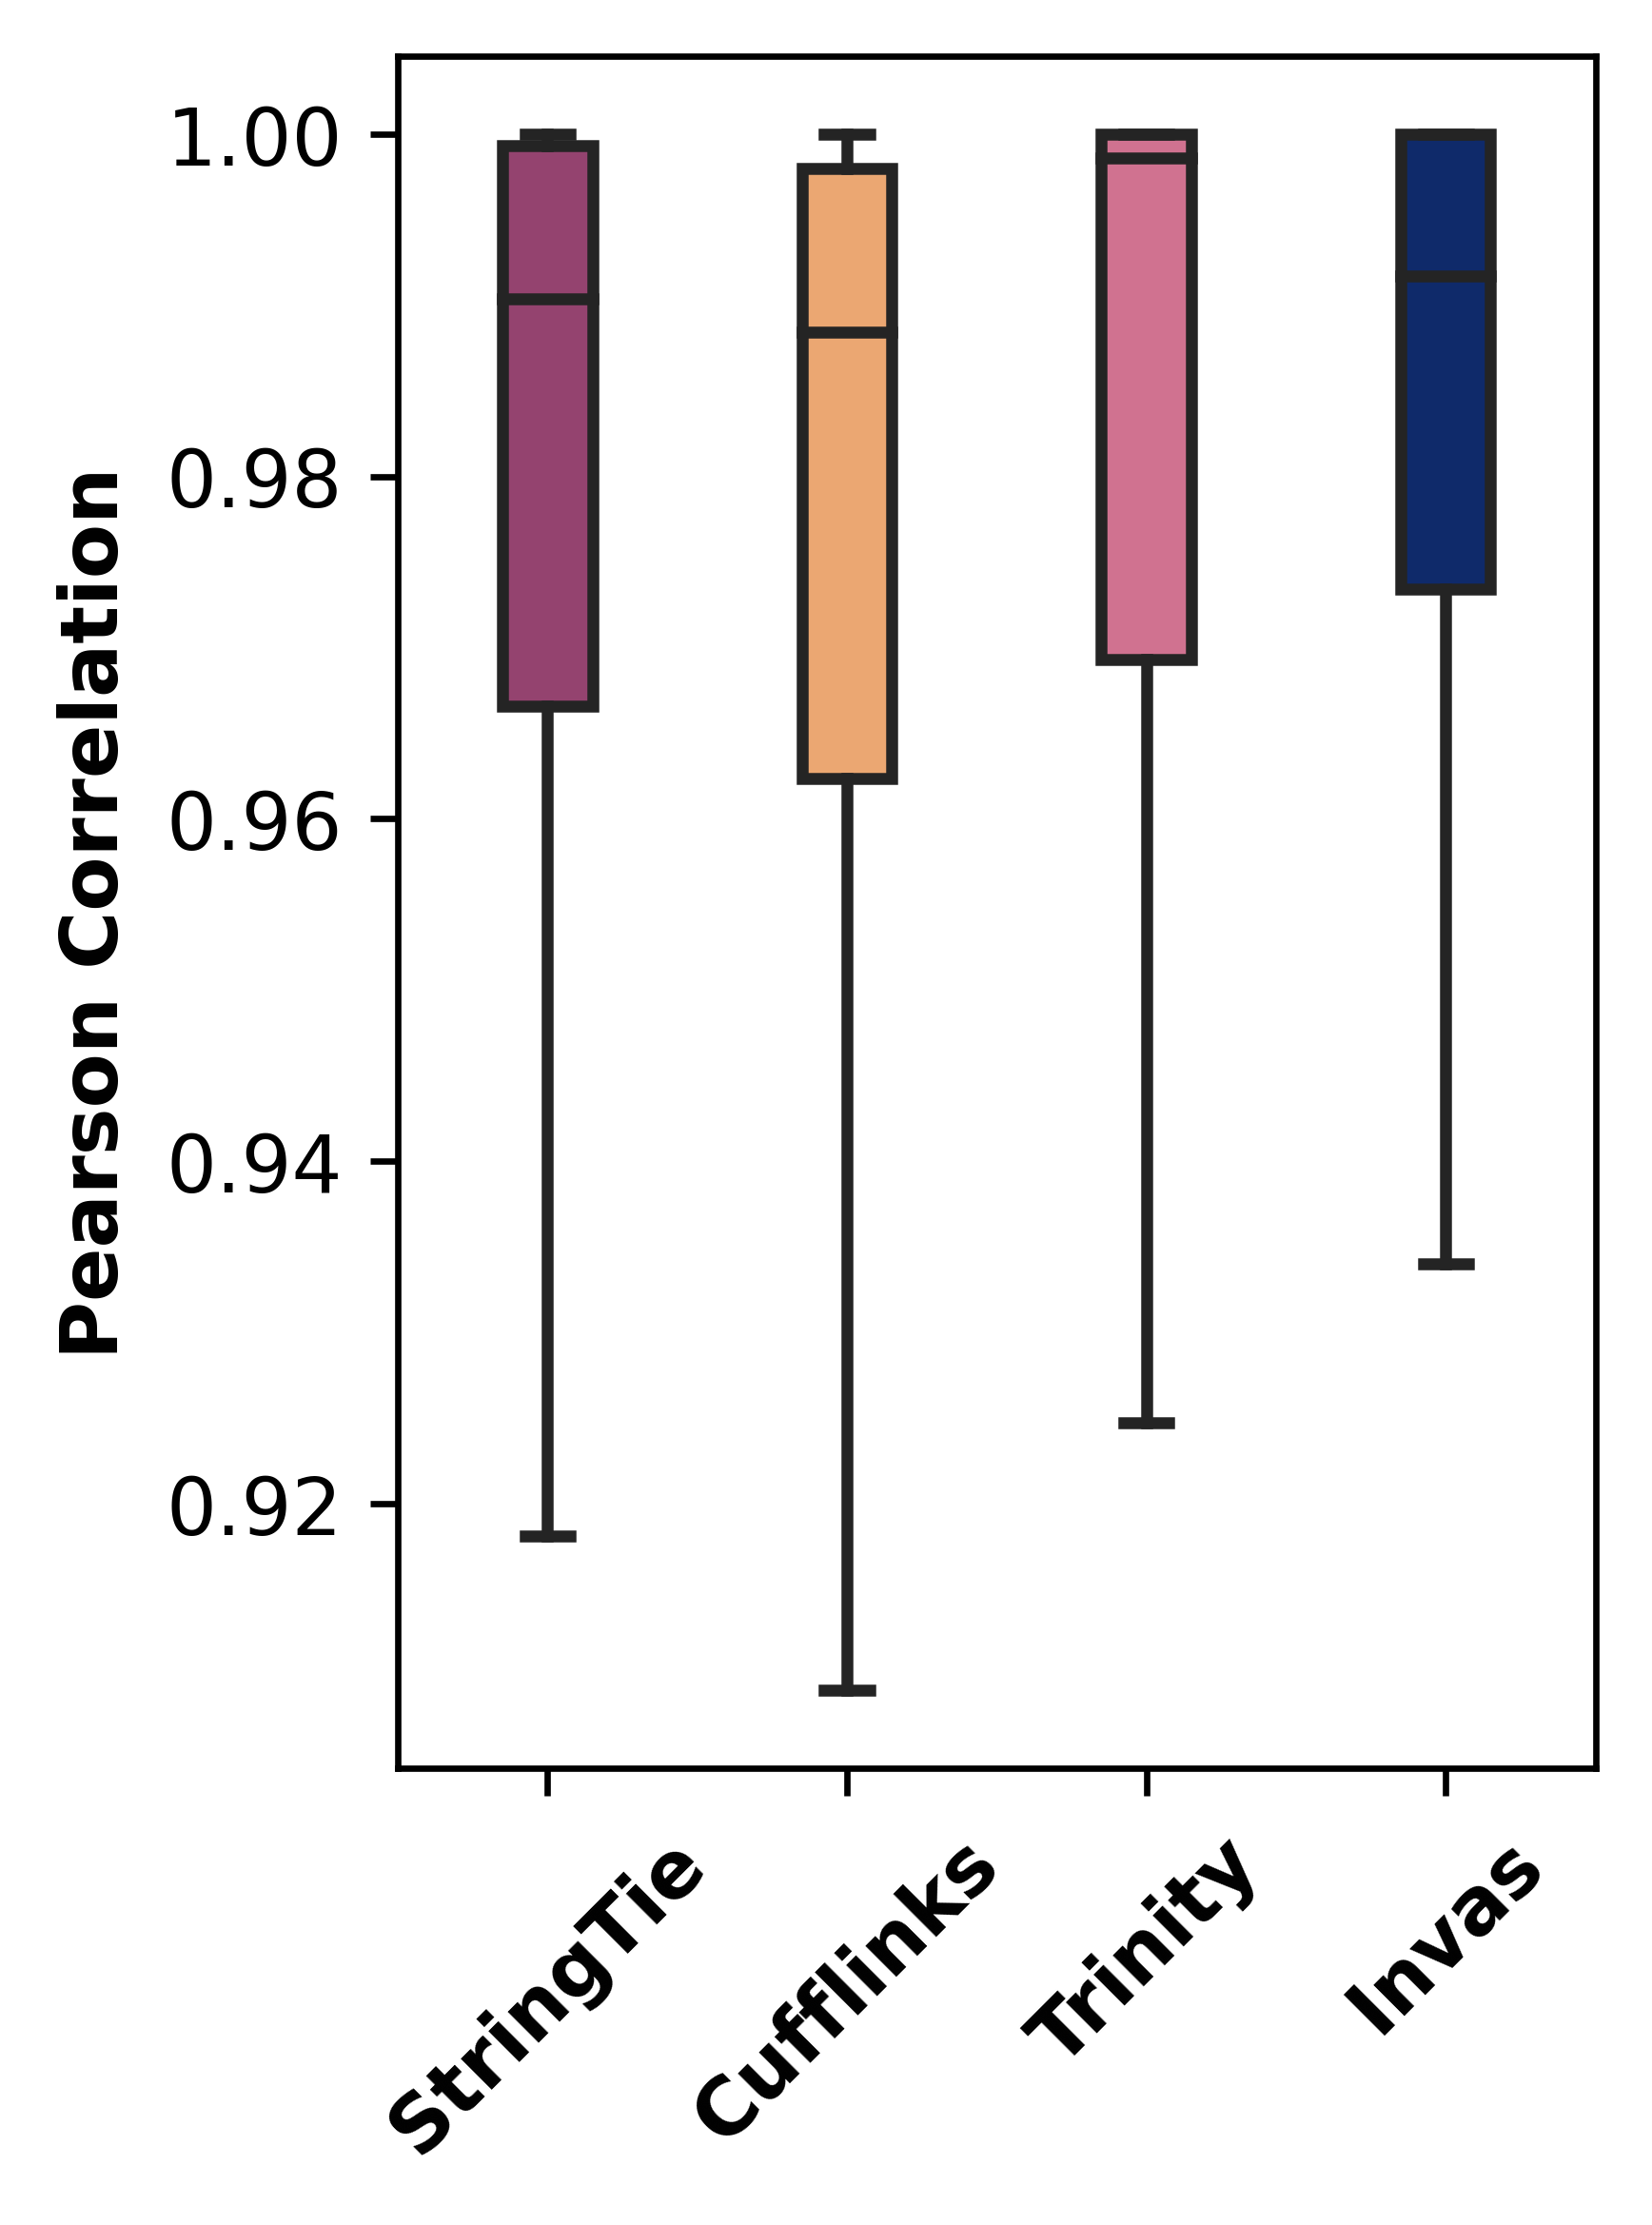 Pearson Correlation
1.00
0.98
0.96
0.94
0.92
StringTie
Cufflinks
Trinity
Invas